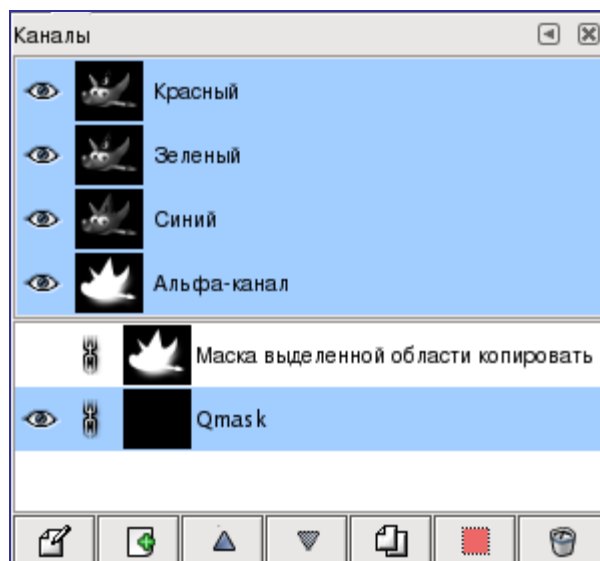 Каналы
Красный
Зеленый
Синий
Альфа-канал
Маска выделенной области копировать
Qmask